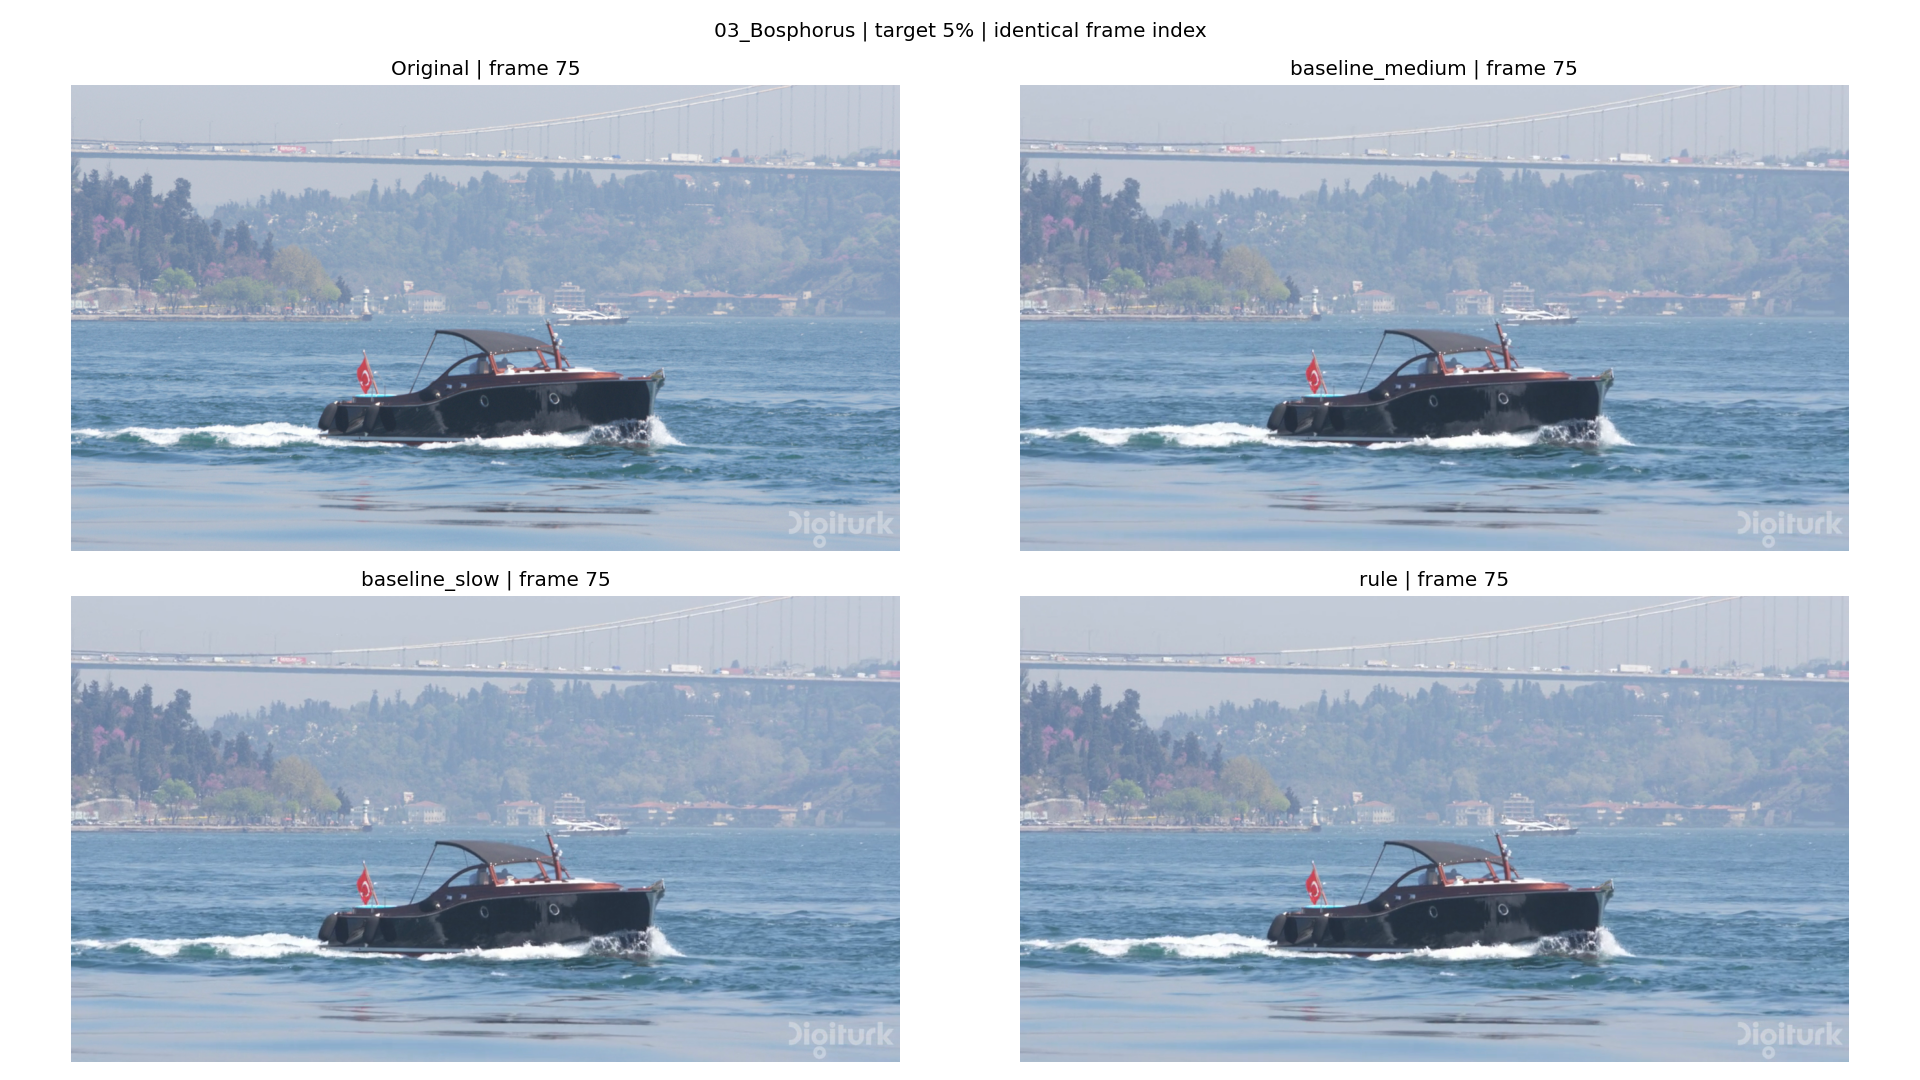 03_Bosphorus | target 5% | identical frame index
Original | frame 75
baseline_medium | frame 75
Digiturk
Digiturk
baseline_slow | frame 75
rule | frame 75
Digiturk
Digiturk